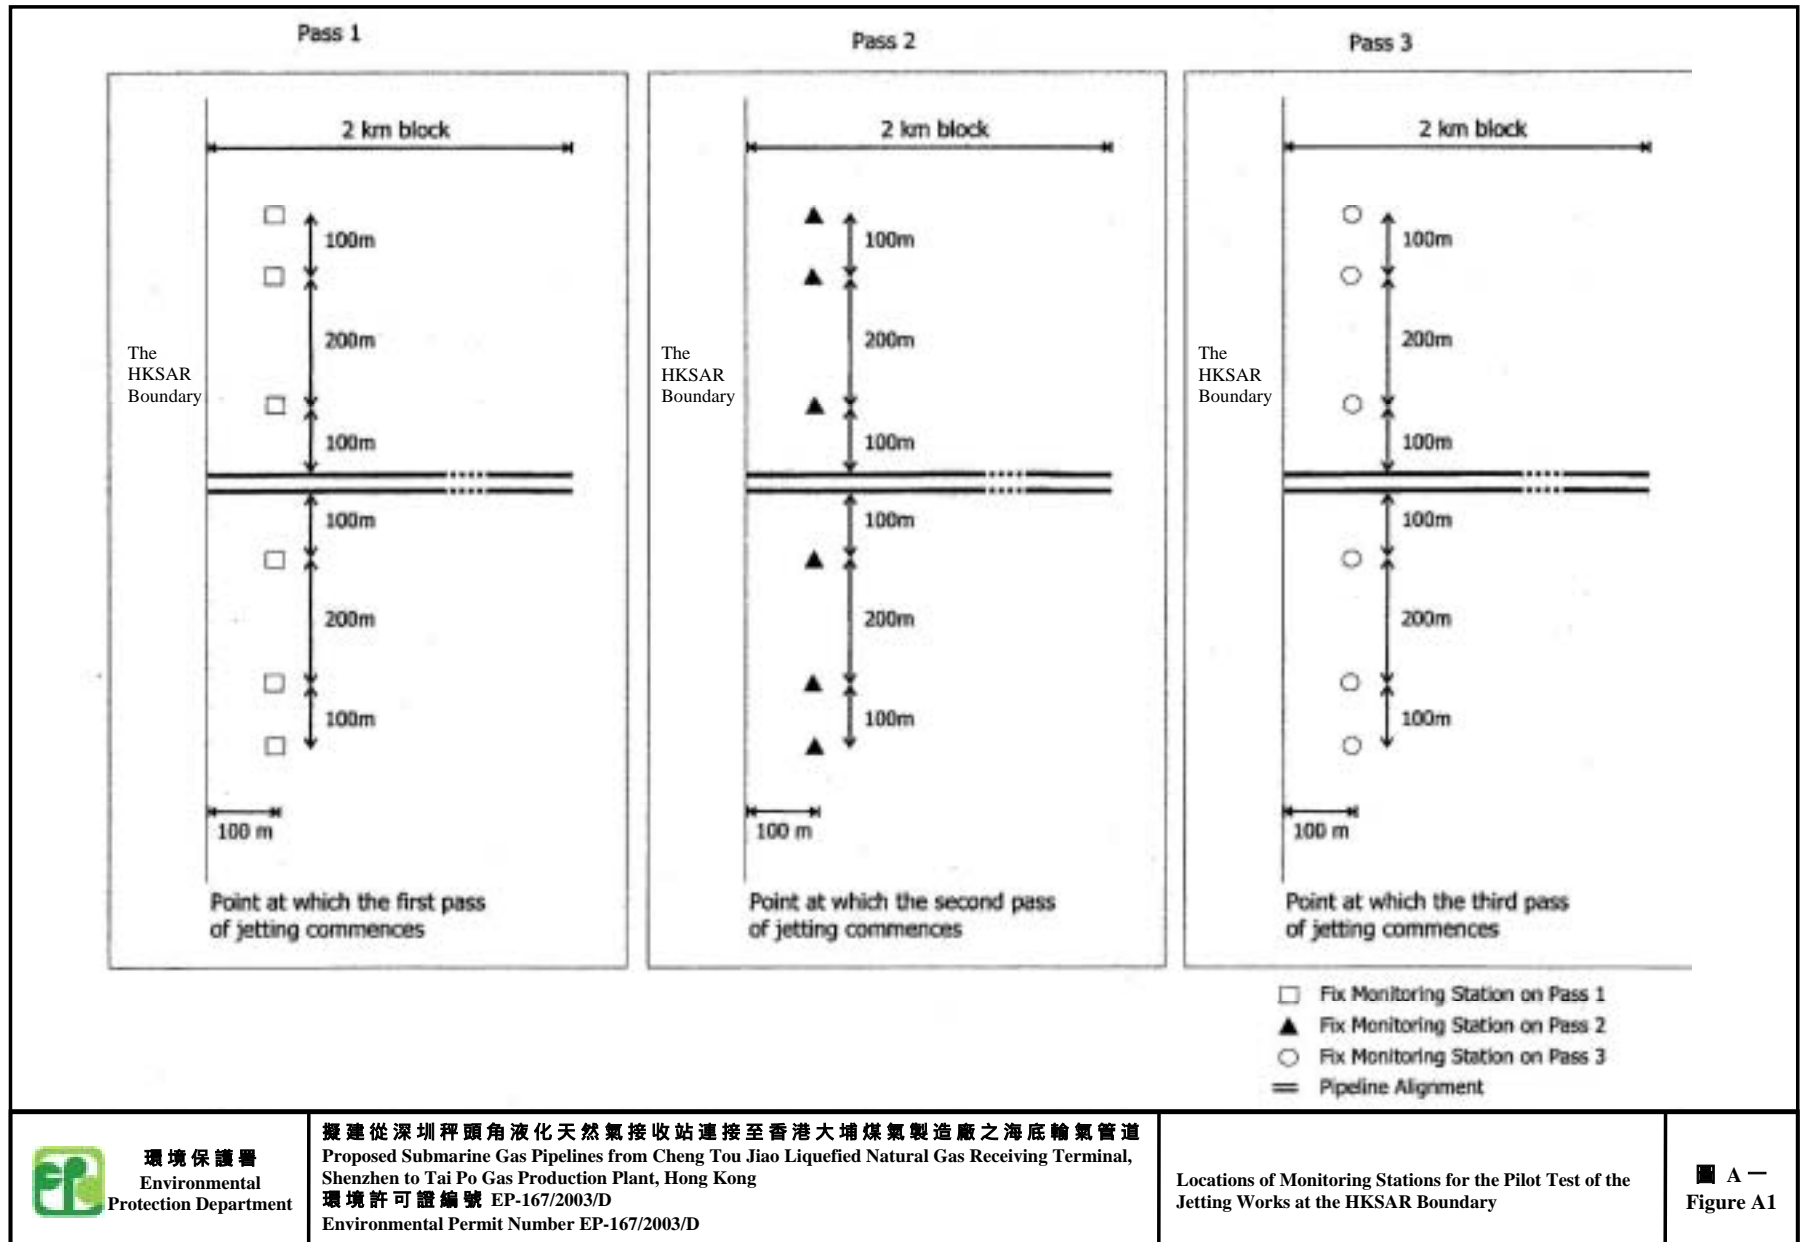 Pass 1
2 km block
100m
200m
The
HKSAR
Boundary
100m
100m
200m
100m
100 m
Point at which the first pass
of jetting commences
Pass 2
2 km block
100m
200m
The
HKSAR
Boundary
100m
100m
200m
100m
100 m
Point at which the second pass
of jetting commences
Pass 3
2 km block
100m
200m
The
HKSAR
Boundary
100m
100m
200m
100m
100 m
Point at which the third pass
of jetting commences
Fix Monitoring Station on Pass 1
Fix Monitoring Station on Pass 2
Fix Monitoring Station on Pass 3
Pipeline Alignment
環境保護署
Environmental
Protection Department
擬建從深圳秤頭角液化天然氣接收站連接至香港大埔煤氣製造廠之海底輸氣管道
Proposed Submarine Gas Pipelines from Cheng Tou Jiao Liquefied Natural Gas Receiving Terminal,
Shenzhen to Tai Po Gas Production Plant, Hong Kong
環境許可證編號 EP-167/2003/D
Environmental Permit Number EP-167/2003/D
Locations of Monitoring Stations for the Pilot Test of the
Jetting Works at the HKSAR Boundary
圖 A 一
Figure A1